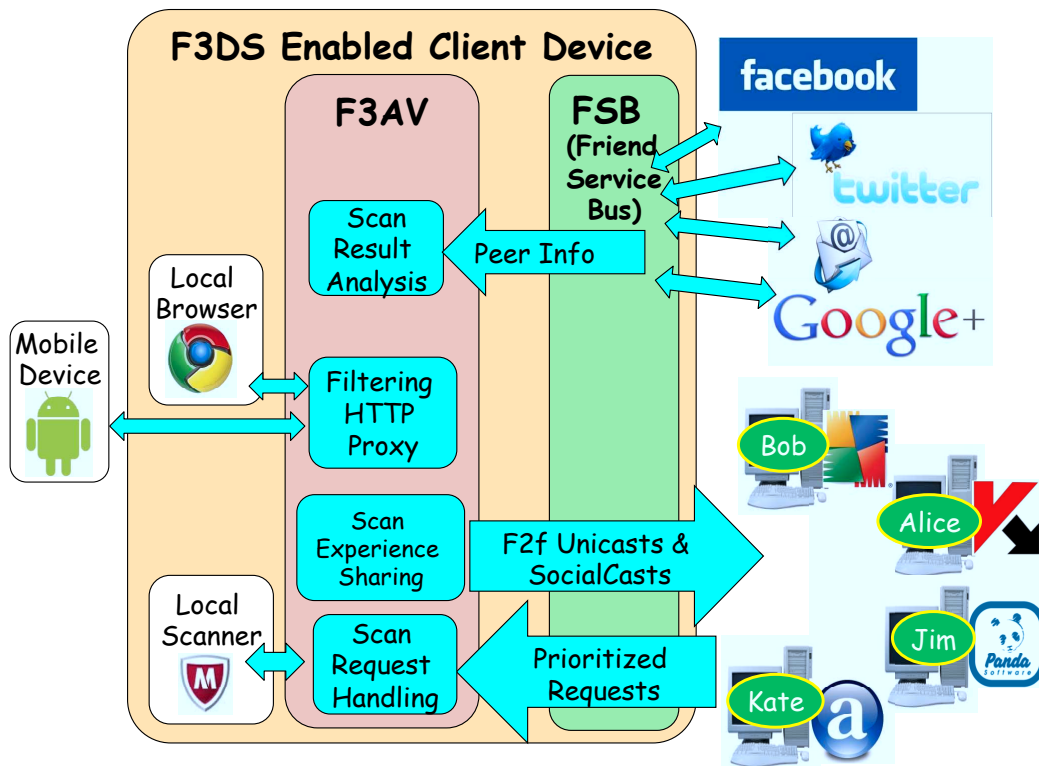 F3DS Enabled Client Device
F3AV
FSB
(Friend
Service
Bus)
facebook
twitter
@
Google+
Scan
Result
Analysis
Peer Info
Local
Browser
Mobile
Device
Filtering
HTTP
Proxy
Bob
Alice
Scan
Experience
Sharing
F2f Unicasts &
SocialCasts
Local
Scanner
M
Scan
Request
Handling
Prioritized
Requests
Jim
Panda
Software
Kate
a